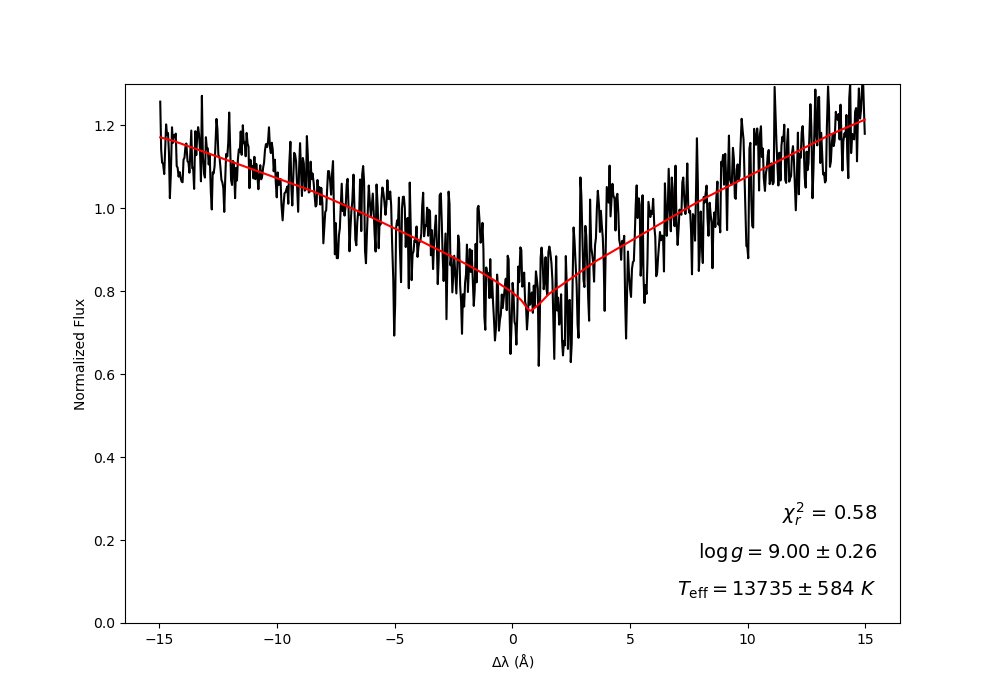 1.2
1.0
0.8
0.6
0.4
0.2
0.0
Normalized Flux
χ²ᵣ = 0.58
log g = 9.00 ± 0.26
T_eff = 13735 ± 584 K
−15 −10 −5 0 5 10 15
Δλ (Å)